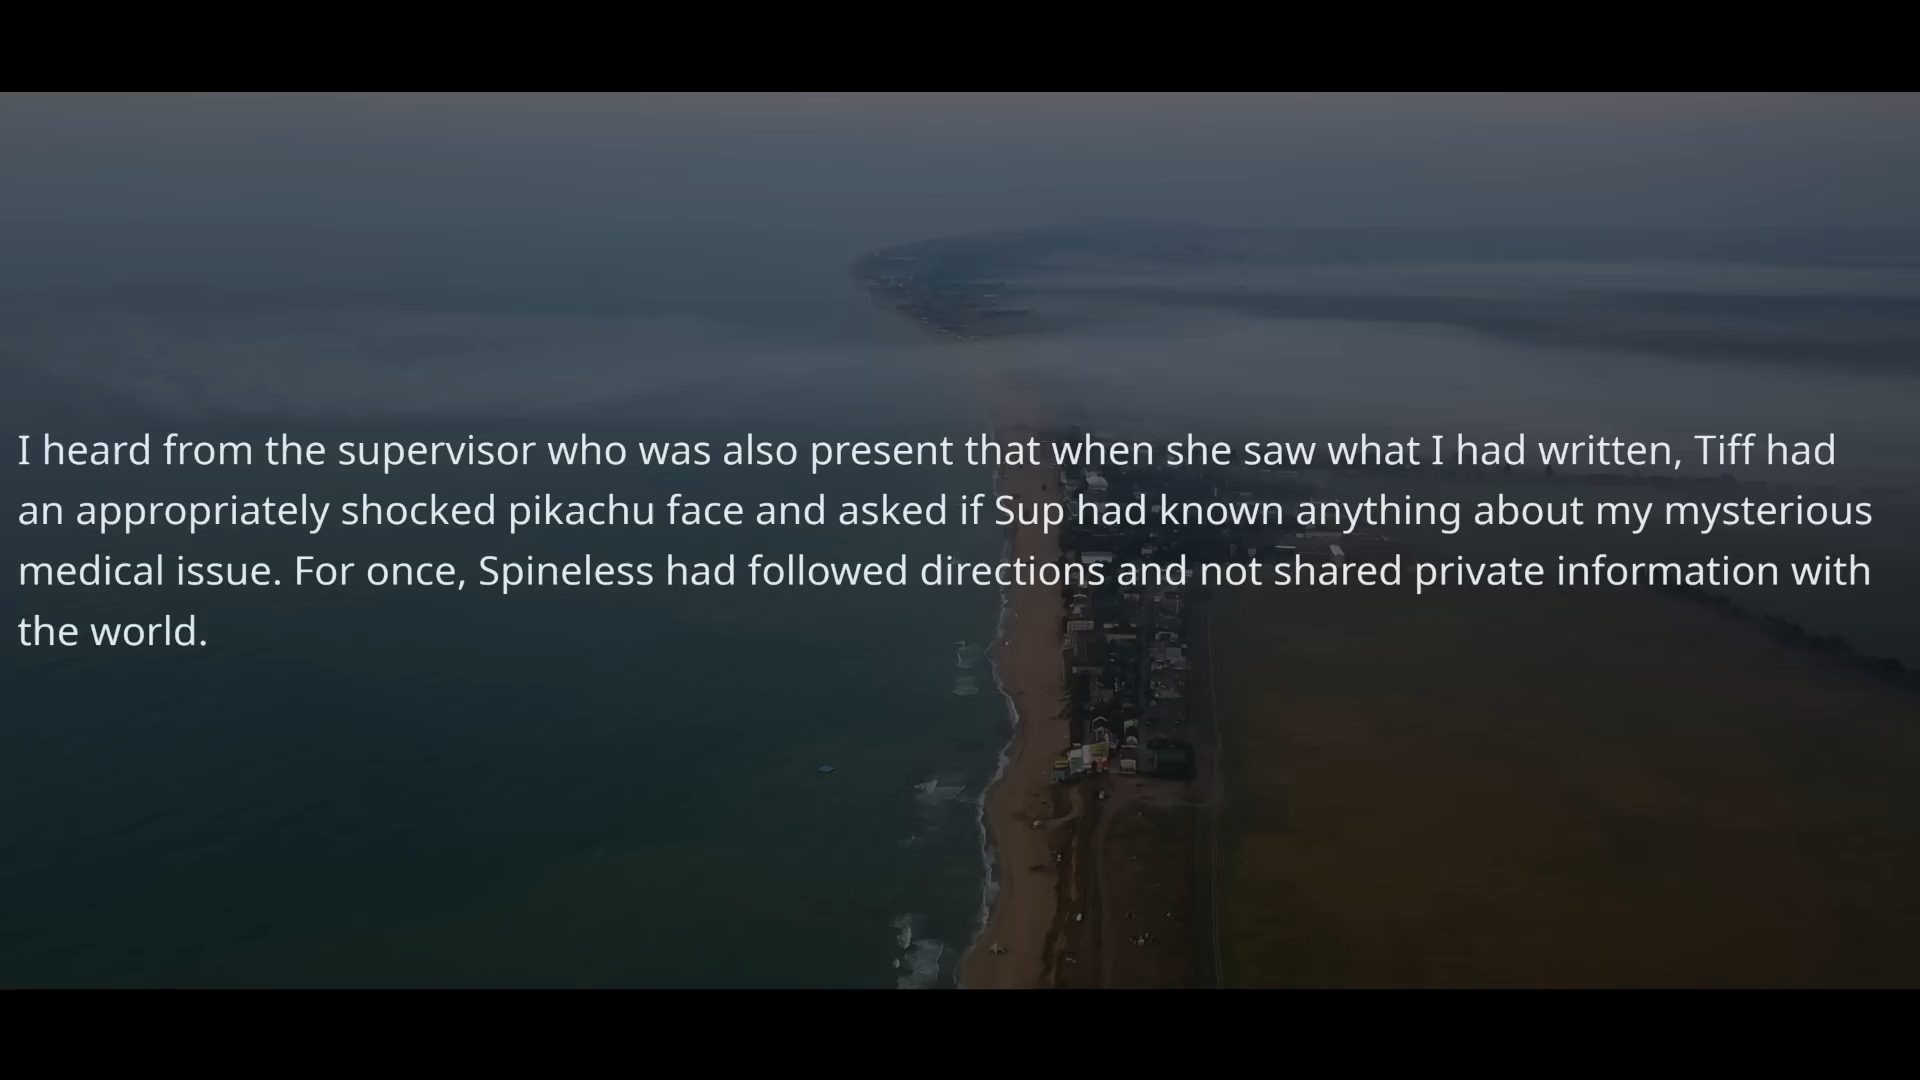 I heard from the supervisor who was also present that when she saw what I had written, Tiff had
an appropriately shocked pikachu face and asked if Sup had known anything about my mysterious
medical issue. For once, Spineless had followed directions and not shared private information with
the world.